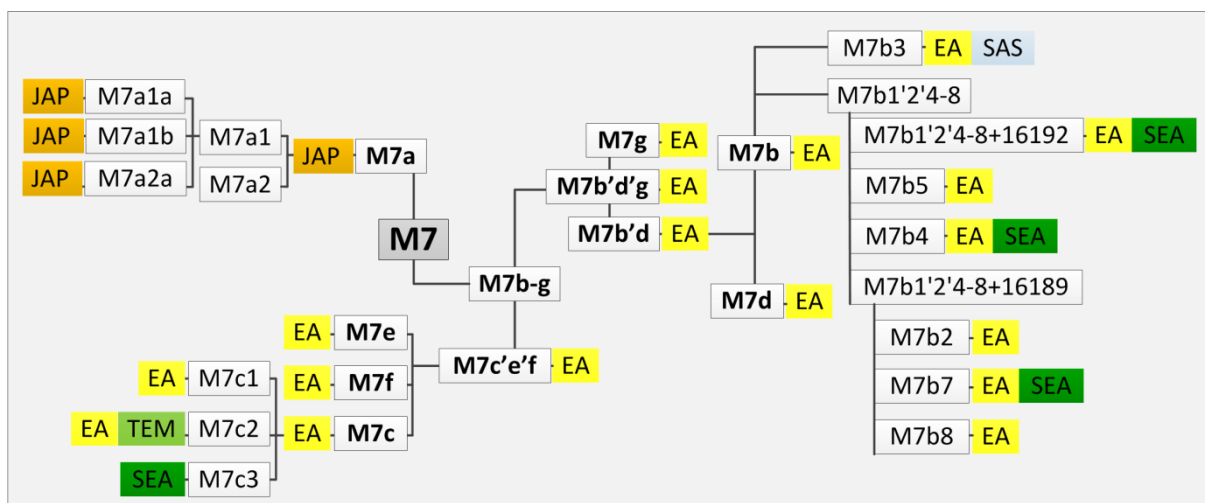 M7b3 EA SAS
JAP M7a1a
M7b1'2'4-8
JAP M7a1b M7a1
M7g EA
M7b1'2'4-8+16192 EA SEA
JAP M7a
M7b EA
JAP M7a2a M7a2
M7b'd'g EA
M7b5 EA
M7
M7b'd EA
M7b4 EA SEA
M7b-g
M7b1'2'4-8+16189
M7d EA
EA M7e
M7b2 EA
M7c'e'f EA
EA M7c1
EA M7f
M7b7 EA SEA
EA TEM M7c2
EA M7c
M7b8 EA
SEA M7c3